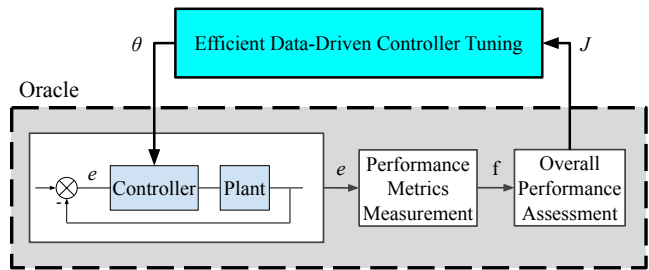 θ
Efficient Data-Driven Controller Tuning
J
Oracle
e
Controller
Plant
-
e
Performance
Metrics
Measurement
f
Overall
Performance
Assessment